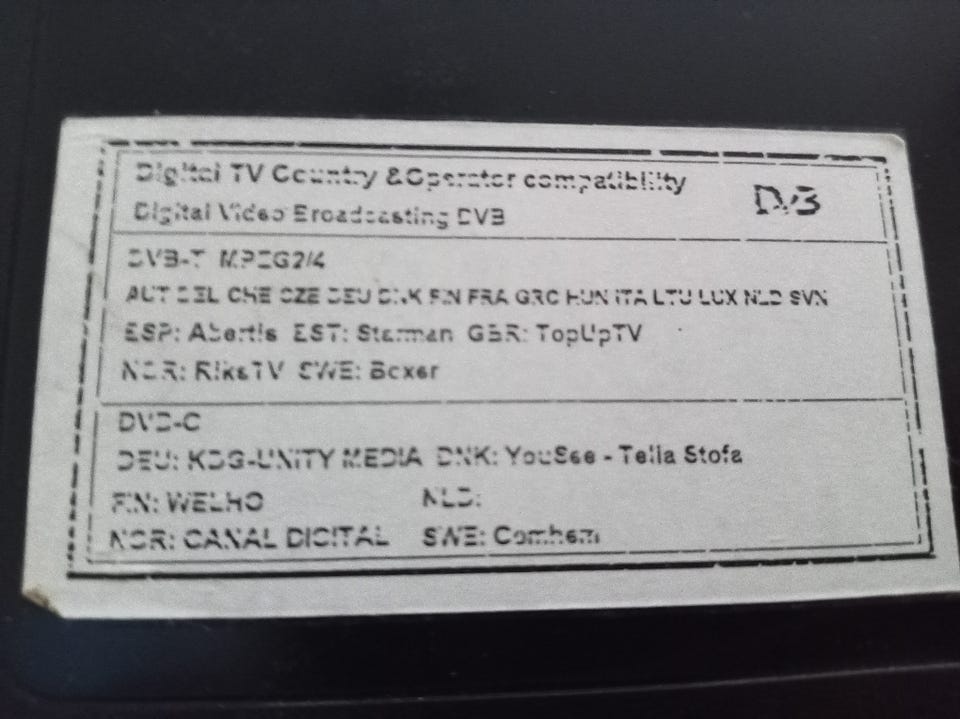 Digital TV Country &Operator compatibility
DVB
Digital Video Broadcasting DVB
DVB-T MPEG2/4
AUT BEL CHE CZE DEU DNK FIN FRA GRC HUN ITA LTU LUX NLD SVN
ESP: Abertis EST: Starman GBR: TopUpTV
NOR: RiksTV SWE: Boxer
DVB-C
DEU: KDG-UNITY MEDIA DNK: YouSee - Telia Stofa
FIN: WELHO NLD:
NOR: CANAL DIGITAL SWE: Comhem